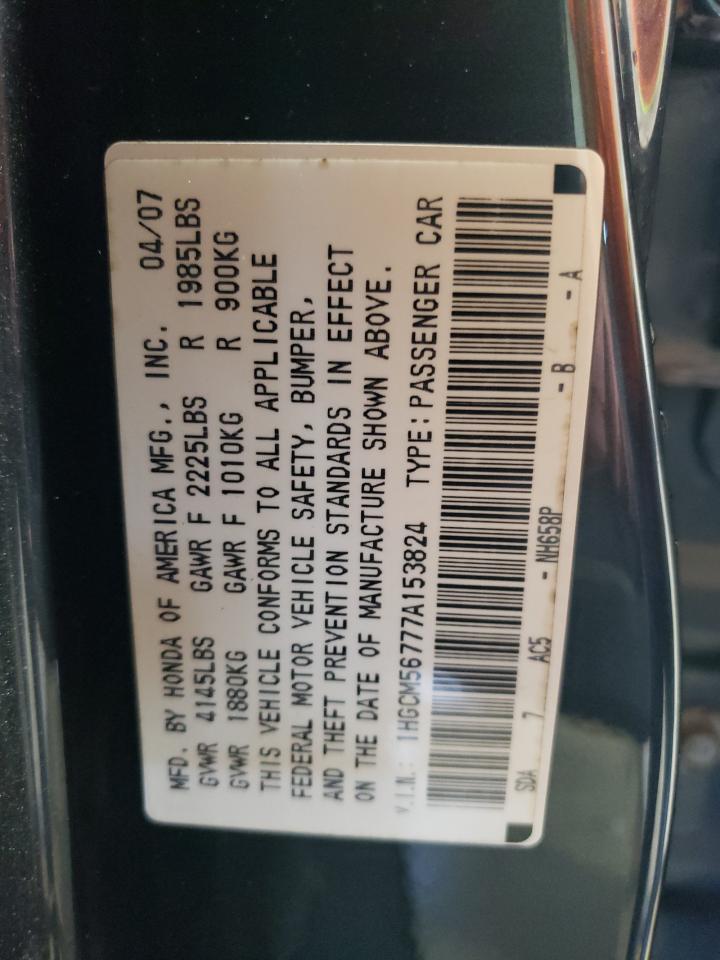 MFD. BY HONDA OF AMERICA MFG., INC. 04/07
GVWR 4145LBS GAWR F 2225LBS R 1985LBS
GVWR 1880KG GAWR F 1010KG R 900KG
THIS VEHICLE CONFORMS TO ALL APPLICABLE
FEDERAL MOTOR VEHICLE SAFETY, BUMPER,
AND THEFT PREVENTION STANDARDS IN EFFECT
ON THE DATE OF MANUFACTURE SHOWN ABOVE.
V.I.N.: 1HGCM56777A153824 TYPE: PASSENGER CAR
SDA 7 AC5 - NH658P - B - A